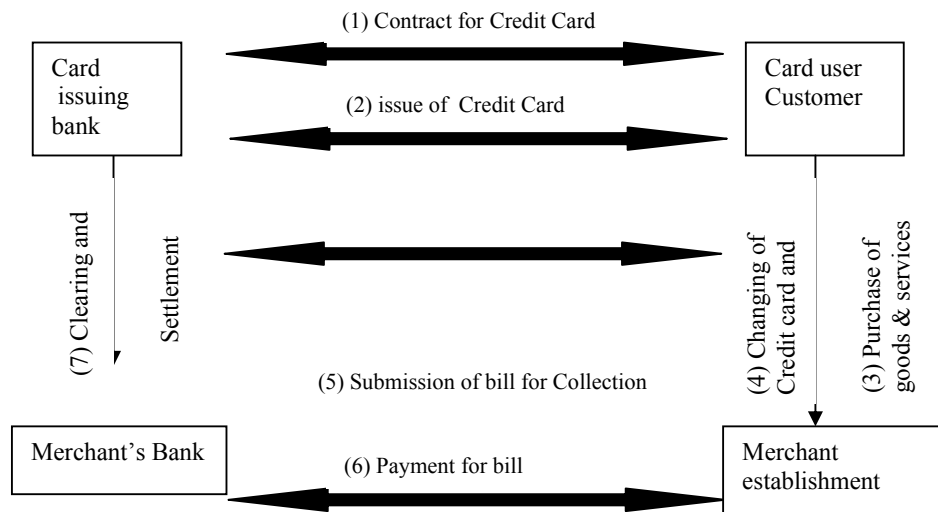 (1) Contract for Credit Card
Card
issuing
bank
Card user
Customer
(2) issue of Credit Card
(7) Clearing and
Settlement
(4) Changing of
Credit card and
(3) Purchase of
goods & services
(5) Submission of bill for Collection
Merchant's Bank
(6) Payment for bill
Merchant
establishment